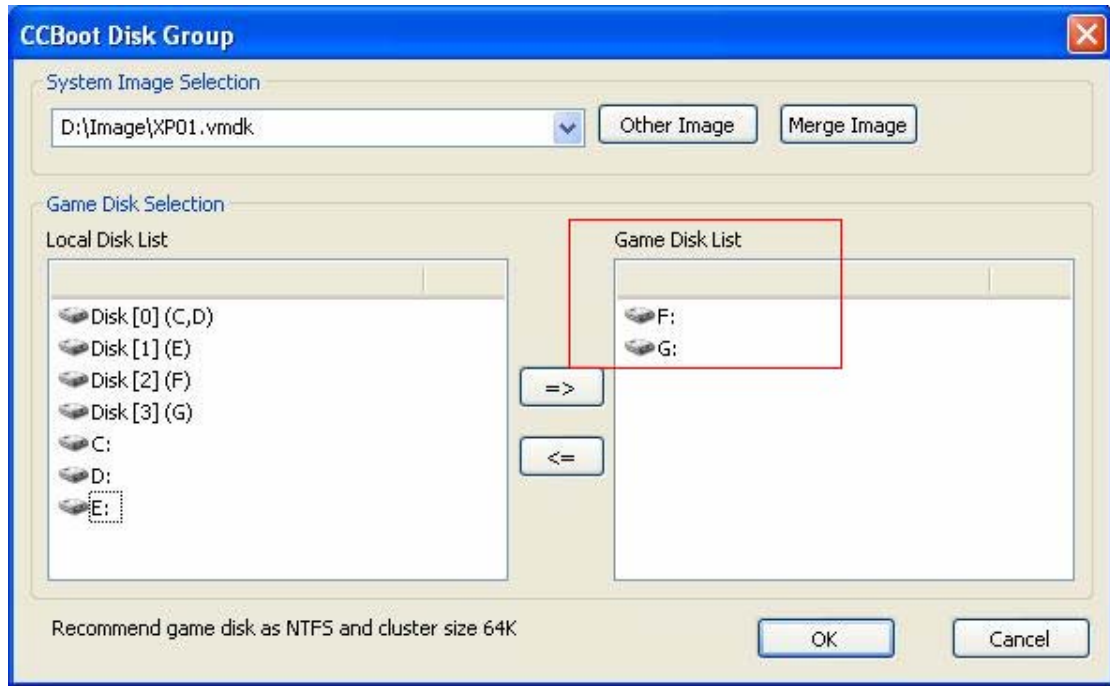 CCBoot Disk Group
System Image Selection
D:\Image\XP01.vmdk
Other Image
Merge Image
Game Disk Selection
Local Disk List
Game Disk List
Disk [0] (C,D)
Disk [1] (E)
Disk [2] (F)
Disk [3] (G)
C:
D:
E:
F:
G:
=>
<=
Recommend game disk as NTFS and cluster size 64K
OK
Cancel